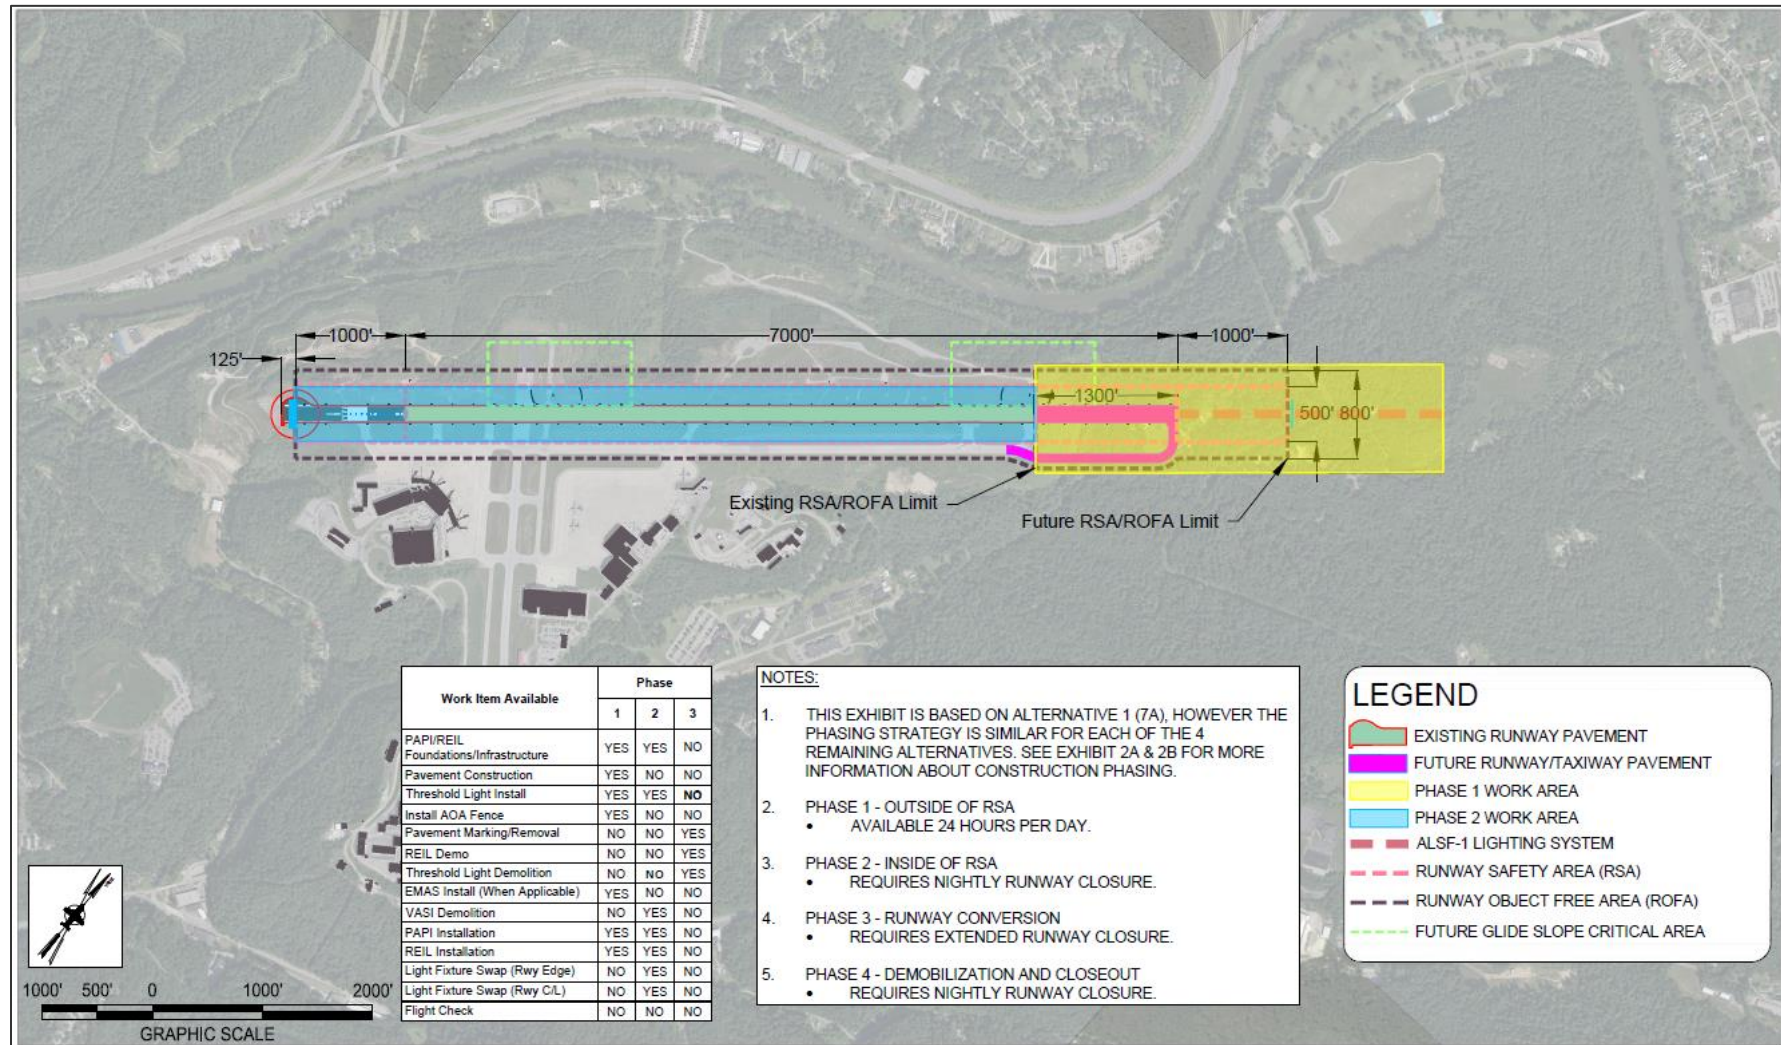 1000'
7000'
1000'
125'
1300'
500' 800'
Existing RSA/ROFA Limit
Future RSA/ROFA Limit
Work Item Available Phase
1 2 3
PAPI/REIL
Foundations/Infrastructure YES YES NO
Pavement Construction YES NO NO
Threshold Light Install YES YES NO
Install AOA Fence YES NO NO
Pavement Marking/Removal NO NO YES
REIL Demo NO NO YES
Threshold Light Demolition NO NO YES
EMAS Install (When Applicable) YES NO NO
VASI Demolition NO YES NO
PAPI Installation YES YES NO
REIL Installation YES YES NO
Light Fixture Swap (Rwy Edge) NO YES NO
Light Fixture Swap (Rwy C/L) NO YES NO
Flight Check NO NO NO
NOTES:
1. THIS EXHIBIT IS BASED ON ALTERNATIVE 1 (7A), HOWEVER THE
PHASING STRATEGY IS SIMILAR FOR EACH OF THE 4
REMAINING ALTERNATIVES. SEE EXHIBIT 2A & 2B FOR MORE
INFORMATION ABOUT CONSTRUCTION PHASING.
2. PHASE 1 - OUTSIDE OF RSA
• AVAILABLE 24 HOURS PER DAY.
3. PHASE 2 - INSIDE OF RSA
• REQUIRES NIGHTLY RUNWAY CLOSURE.
4. PHASE 3 - RUNWAY CONVERSION
• REQUIRES EXTENDED RUNWAY CLOSURE.
5. PHASE 4 - DEMOBILIZATION AND CLOSEOUT
• REQUIRES NIGHTLY RUNWAY CLOSURE.
LEGEND
EXISTING RUNWAY PAVEMENT
FUTURE RUNWAY/TAXIWAY PAVEMENT
PHASE 1 WORK AREA
PHASE 2 WORK AREA
ALSF-1 LIGHTING SYSTEM
RUNWAY SAFETY AREA (RSA)
RUNWAY OBJECT FREE AREA (ROFA)
FUTURE GLIDE SLOPE CRITICAL AREA
1000' 500' 0 1000' 2000'
GRAPHIC SCALE